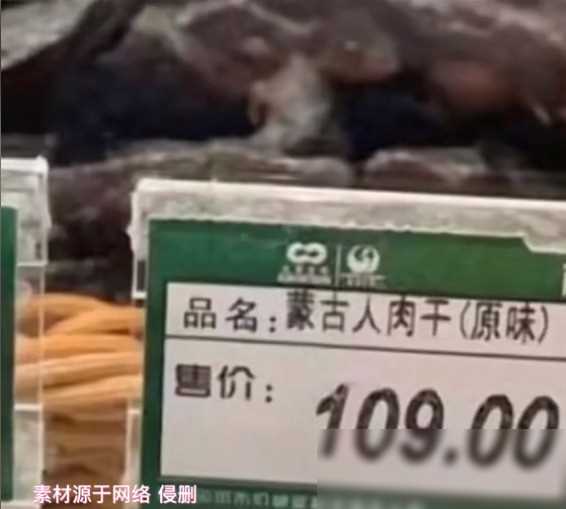 品名:蒙古人肉干(原味)
售价:
109.00
素材源于网络 侵删